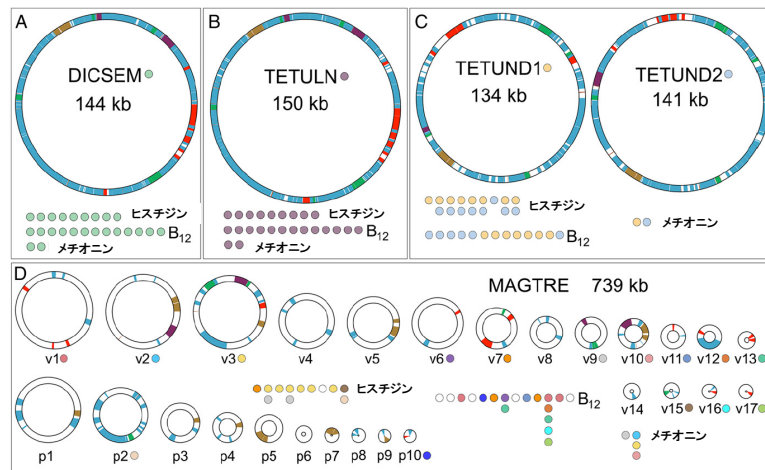 A
DICSEM
144 kb
ヒスチジン
B12
メチオニン
B
TETULN
150 kb
ヒスチジン
B12
メチオニン
C
TETUND1
134 kb
TETUND2
141 kb
ヒスチジン
B12
メチオニン
D
MAGTRE 739 kb
v1 v2 v3 v4 v5 v6 v7 v8 v9 v10 v11 v12 v13
ヒスチジン
B12
v14 v15 v16 v17
メチオニン
p1 p2 p3 p4 p5 p6 p7 p8 p9 p10